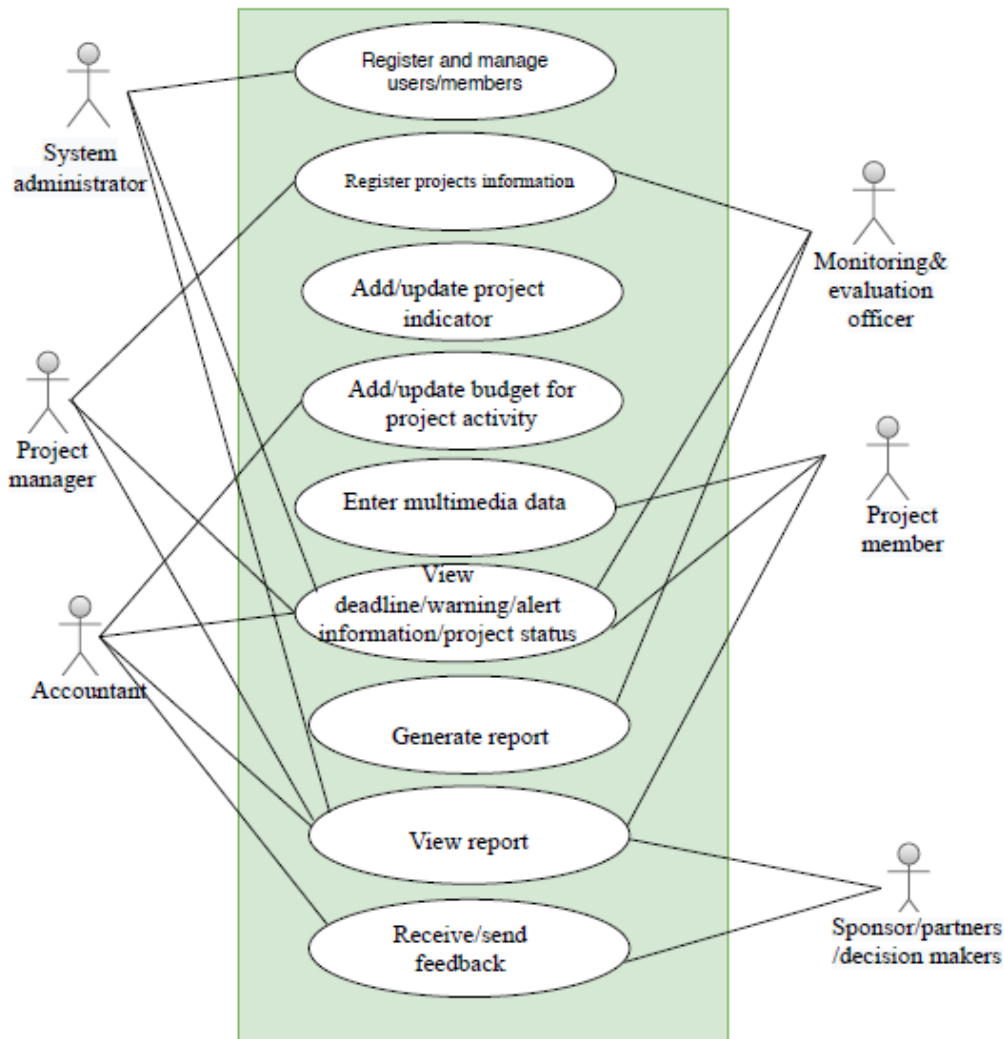 Register and manage
users/members
System
administrator
Register projects information
Monitoring&
evaluation
officer
Add/update project
indicator
Project
manager
Add/update budget for
project activity
Enter multimedia data
Project
member
View
deadline/warning/alert
information/project status
Accountant
Generate report
View report
Receive/send
feedback
Sponsor/partners
/decision makers